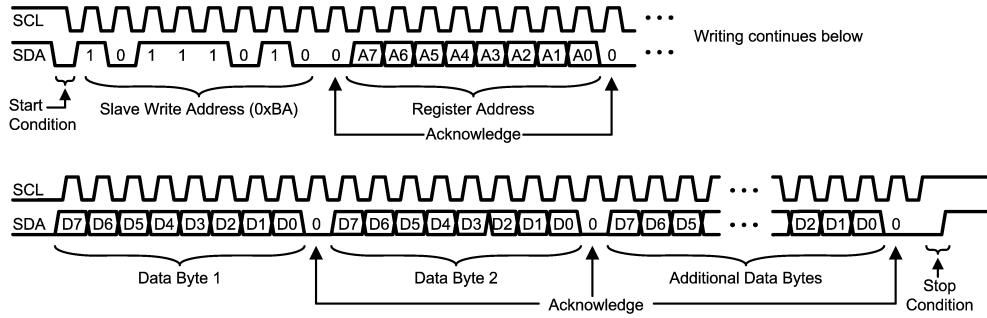 SCL
Writing continues below
SDA 1 0 1 1 1 0 1 0 0 A7 A6 A5 A4 A3 A2 A1 A0 0
Start
Condition
Slave Write Address (0xBA)
Register Address
Acknowledge
SCL
SDA D7 D6 D5 D4 D3 D2 D1 D0 0 D7 D6 D5 D4 D3 D2 D1 D0 0 D7 D6 D5 D2 D1 D0 0
Data Byte 1
Data Byte 2
Additional Data Bytes
Stop
Condition
Acknowledge